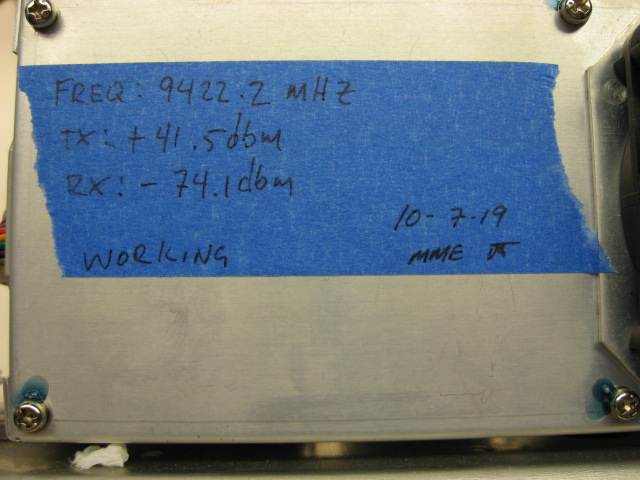 FREQ: 9422.2 mHZ
TX: +41.5dbm
RX: -74.1dbm
10-7-19
WORKING MME